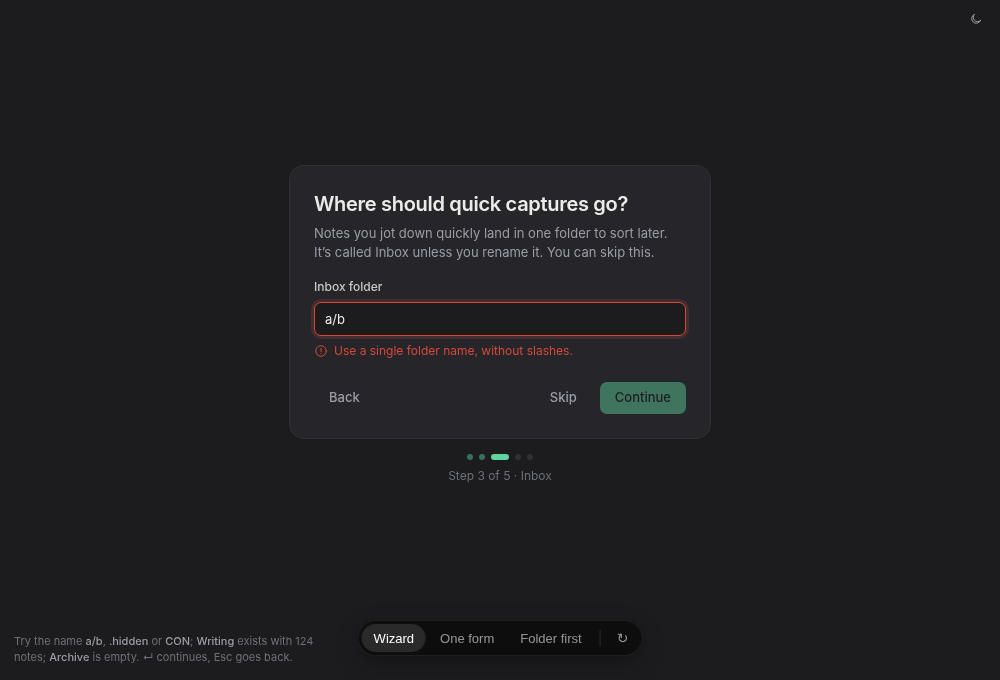 Where should quick captures go?
Notes you jot down quickly land in one folder to sort later.
It’s called Inbox unless you rename it. You can skip this.
Inbox folder
a/b
Use a single folder name, without slashes.
Back
Skip
Continue
Step 3 of 5 · Inbox
Try the name a/b, .hidden or CON; Writing exists with 124
notes; Archive is empty. ↵ continues, Esc goes back.
Wizard
One form
Folder first
↻